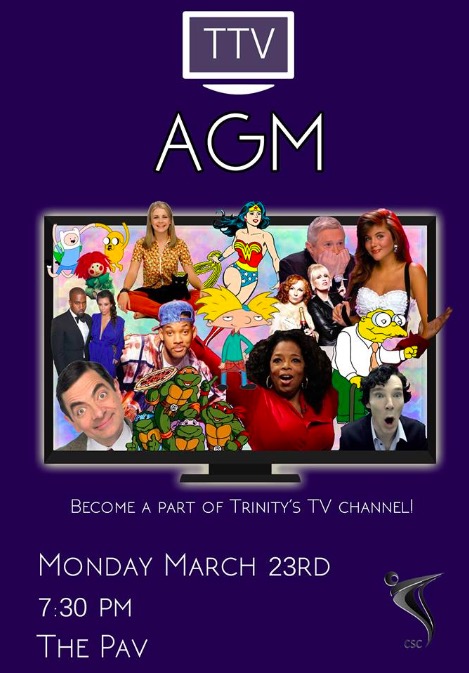 TTV
AGM
Become a part of Trinity's TV channel!
Monday March 23rd
7:30 pm
The Pav
CSC